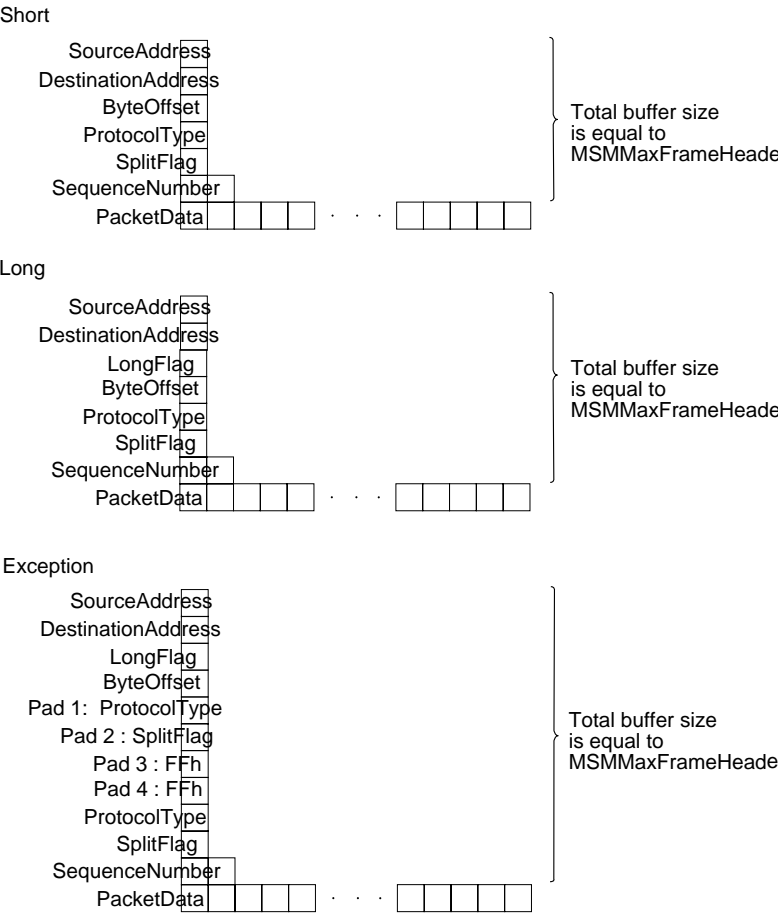 Short
SourceAddress
DestinationAddress
ByteOffset
ProtocolType
SplitFlag
SequenceNumber
PacketData
. . .
Total buffer size
is equal to
MSMMaxFrameHeade
Long
SourceAddress
DestinationAddress
LongFlag
ByteOffset
ProtocolType
SplitFlag
SequenceNumber
PacketData
. . .
Total buffer size
is equal to
MSMMaxFrameHeade
Exception
SourceAddress
DestinationAddress
LongFlag
ByteOffset
Pad 1: ProtocolType
Pad 2 : SplitFlag
Pad 3 : FFh
Pad 4 : FFh
ProtocolType
SplitFlag
SequenceNumber
PacketData
. . .
Total buffer size
is equal to
MSMMaxFrameHeade